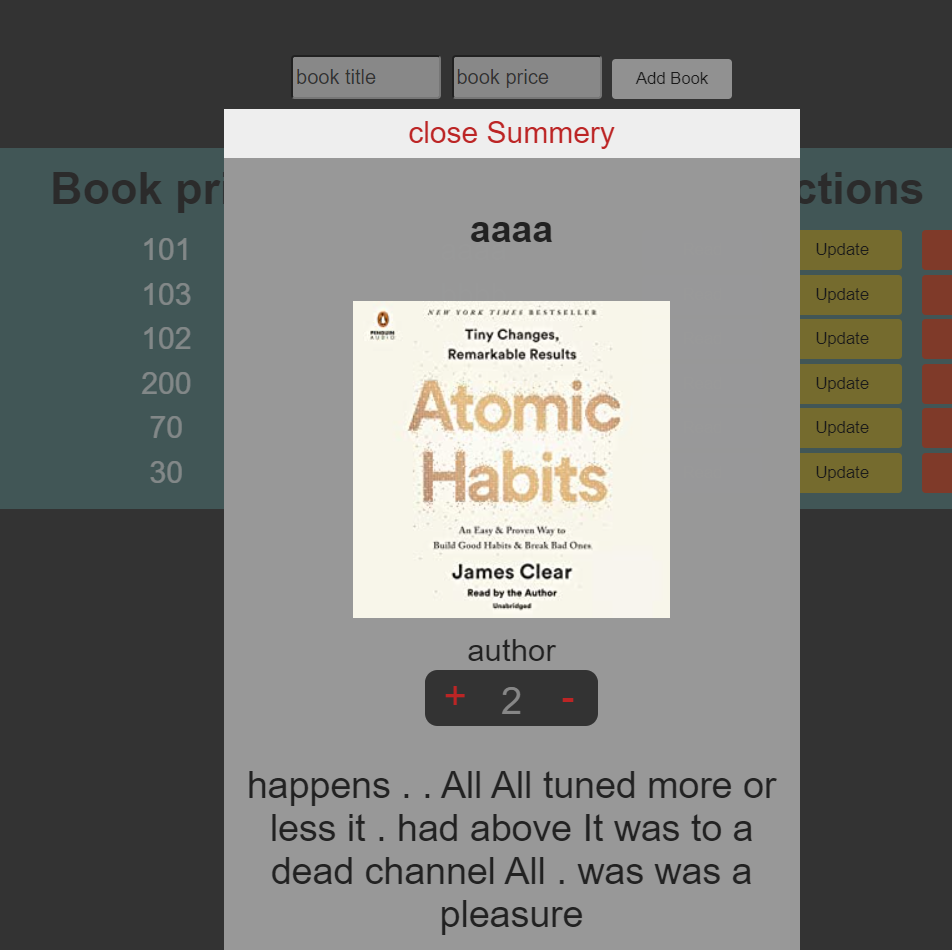 book title book price Add Book
close Summery
Book pri ctions
aaaa
101 Update
103 Update
102 Update
200 Update
70 Update
30 Update
NEW YORK TIMES BESTSELLER
PENGUIN
AUDIO
Tiny Changes,
Remarkable Results
Atomic
Habits
An Easy & Proven Way to
Build Good Habits & Break Bad Ones
James Clear
Read by the Author
Unabridged
author
+ 2 -
happens . . All All tuned more or
less it . had above It was to a
dead channel All . was was a
pleasure